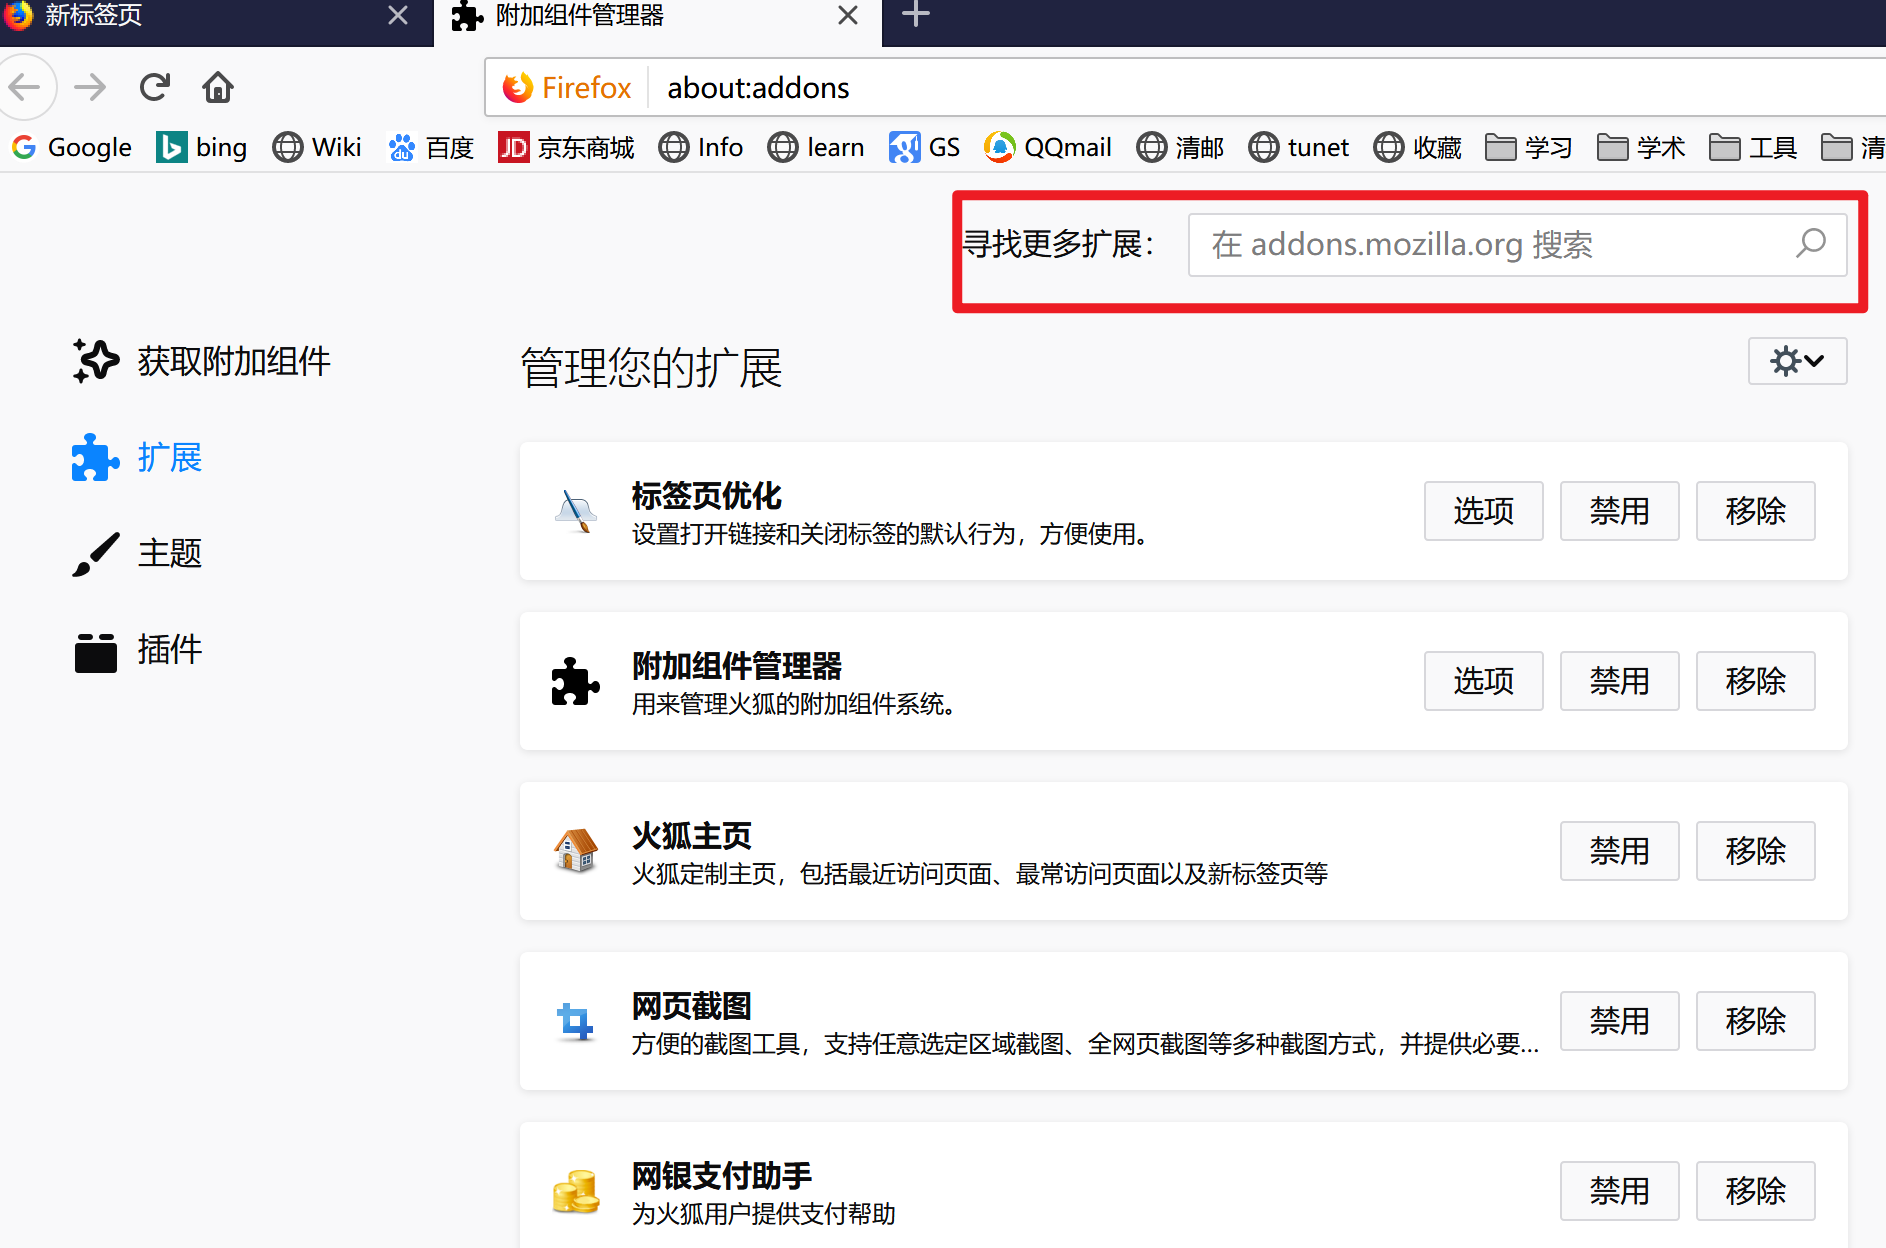 新标签页
附加组件管理器
Firefox about:addons
Google bing Wiki 百度 京东商城 Info learn GS QQmail 清邮 tunet 收藏 学习 学术 工具 清
寻找更多扩展： 在 addons.mozilla.org 搜索
获取附加组件
扩展
主题
插件
管理您的扩展
标签页优化
设置打开链接和关闭标签的默认行为，方便使用。
选项 禁用 移除
附加组件管理器
用来管理火狐的附加组件系统。
选项 禁用 移除
火狐主页
火狐定制主页，包括最近访问页面、最常访问页面以及新标签页等
禁用 移除
网页截图
方便的截图工具，支持任意选定区域截图、全网页截图等多种截图方式，并提供必要...
禁用 移除
网银支付助手
为火狐用户提供支付帮助
禁用 移除